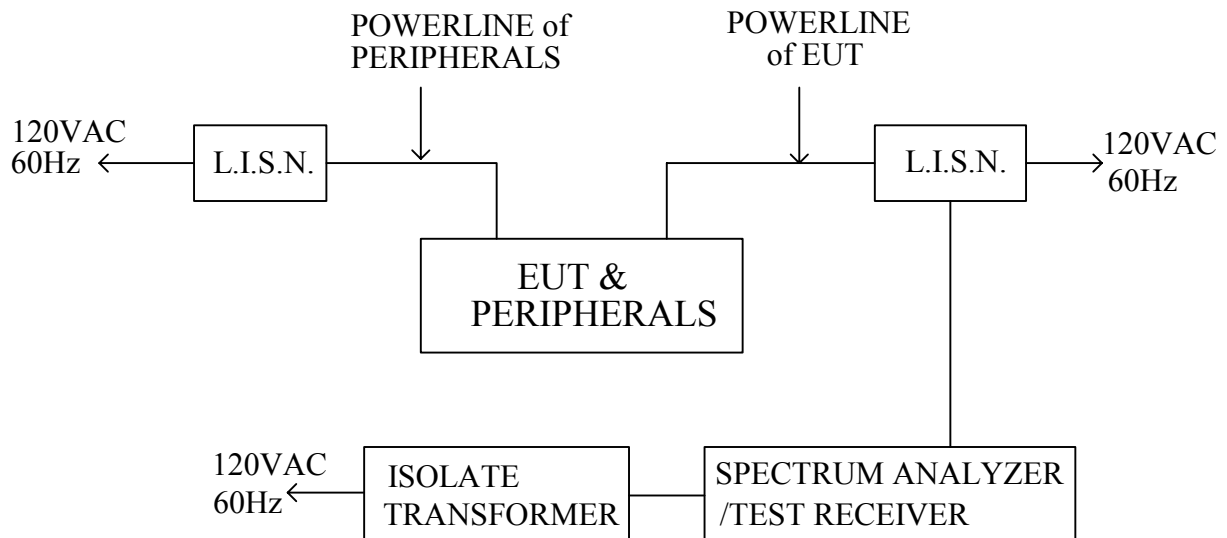 POWERLINE of
PERIPHERALS
POWERLINE
of EUT
120VAC
60Hz
L.I.S.N.
L.I.S.N.
120VAC
60Hz
EUT &
PERIPHERALS
120VAC
60Hz
ISOLATE
TRANSFORMER
SPECTRUM ANALYZER
/TEST RECEIVER